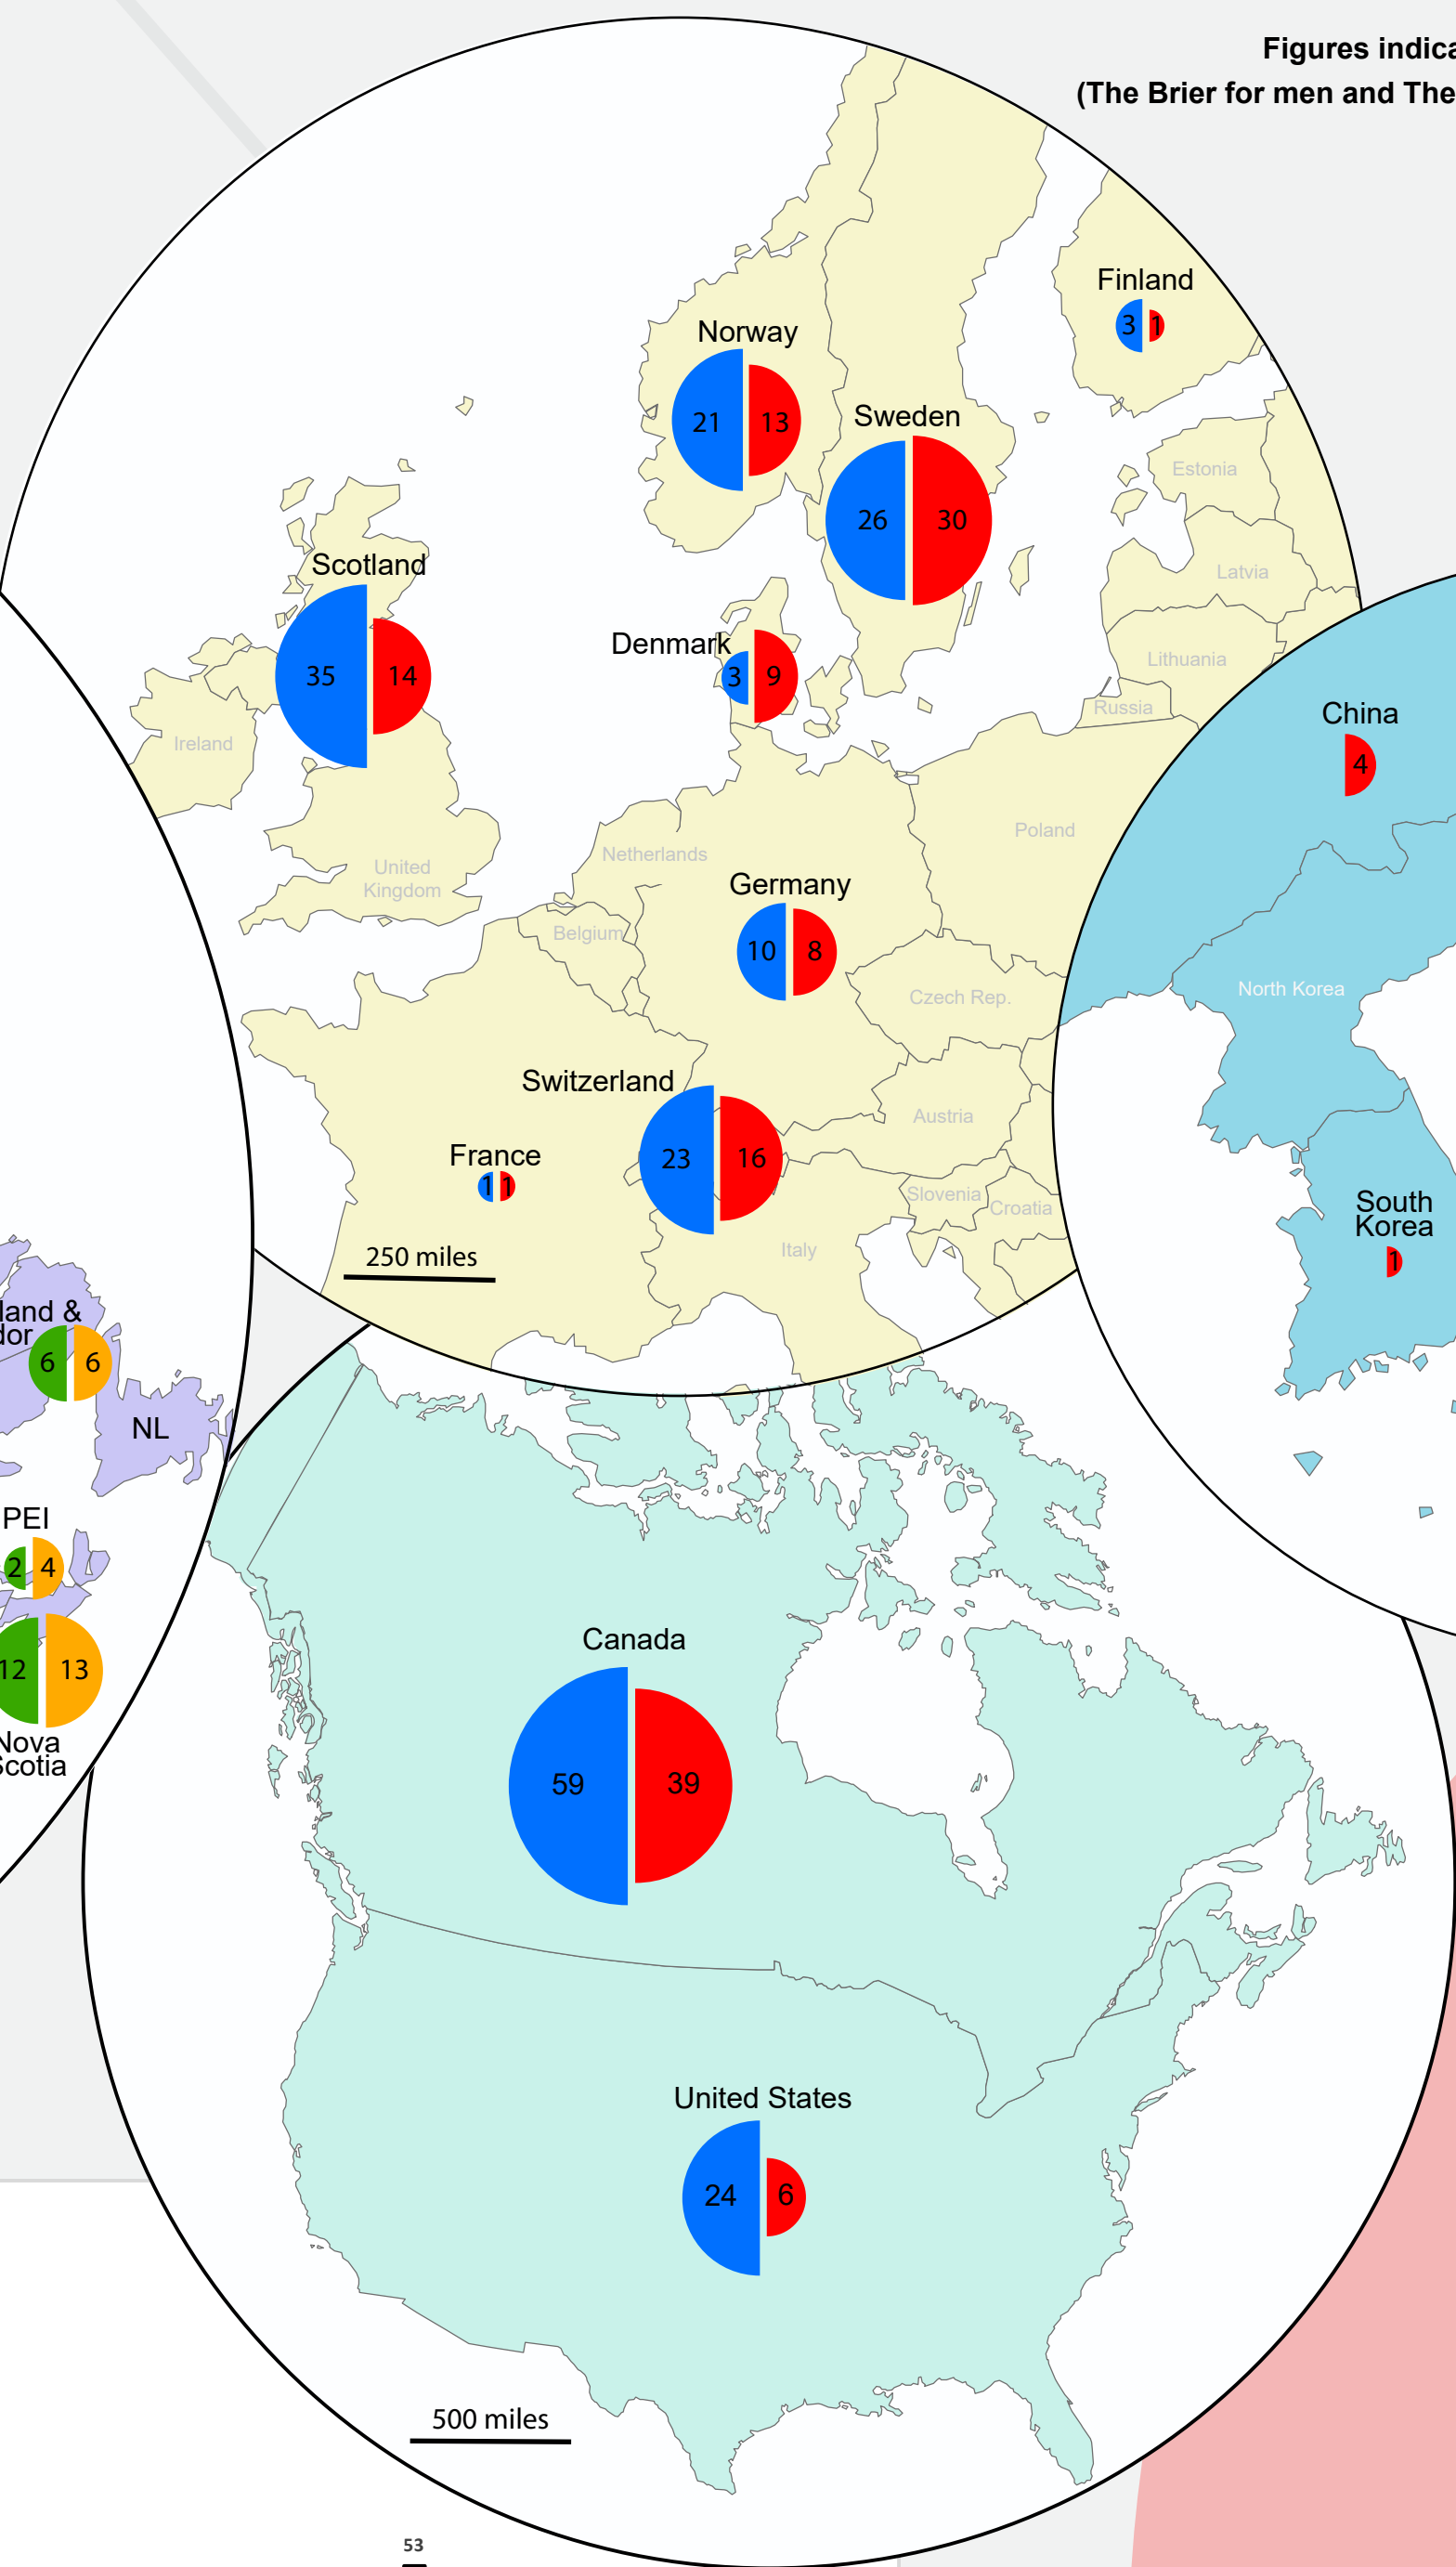 Figures indica
(The Brier for men and The
Finland
3 1
Norway
21 13
Sweden
26 30
Estonia
Latvia
Lithuania
Russia
Scotland
35 14
Denmark
3 9
Ireland
China
4
United
Kingdom
Netherlands
Poland
Germany
10 8
Belgium
Czech Rep.
North Korea
Switzerland
23 16
Austria
France
1 1
Slovenia
Croatia
Italy
250 miles
South
Korea
1
land &
dor
6 6
NL
PEI
2 4
12 13
Nova
Scotia
Canada
59 39
United States
24 6
500 miles
53